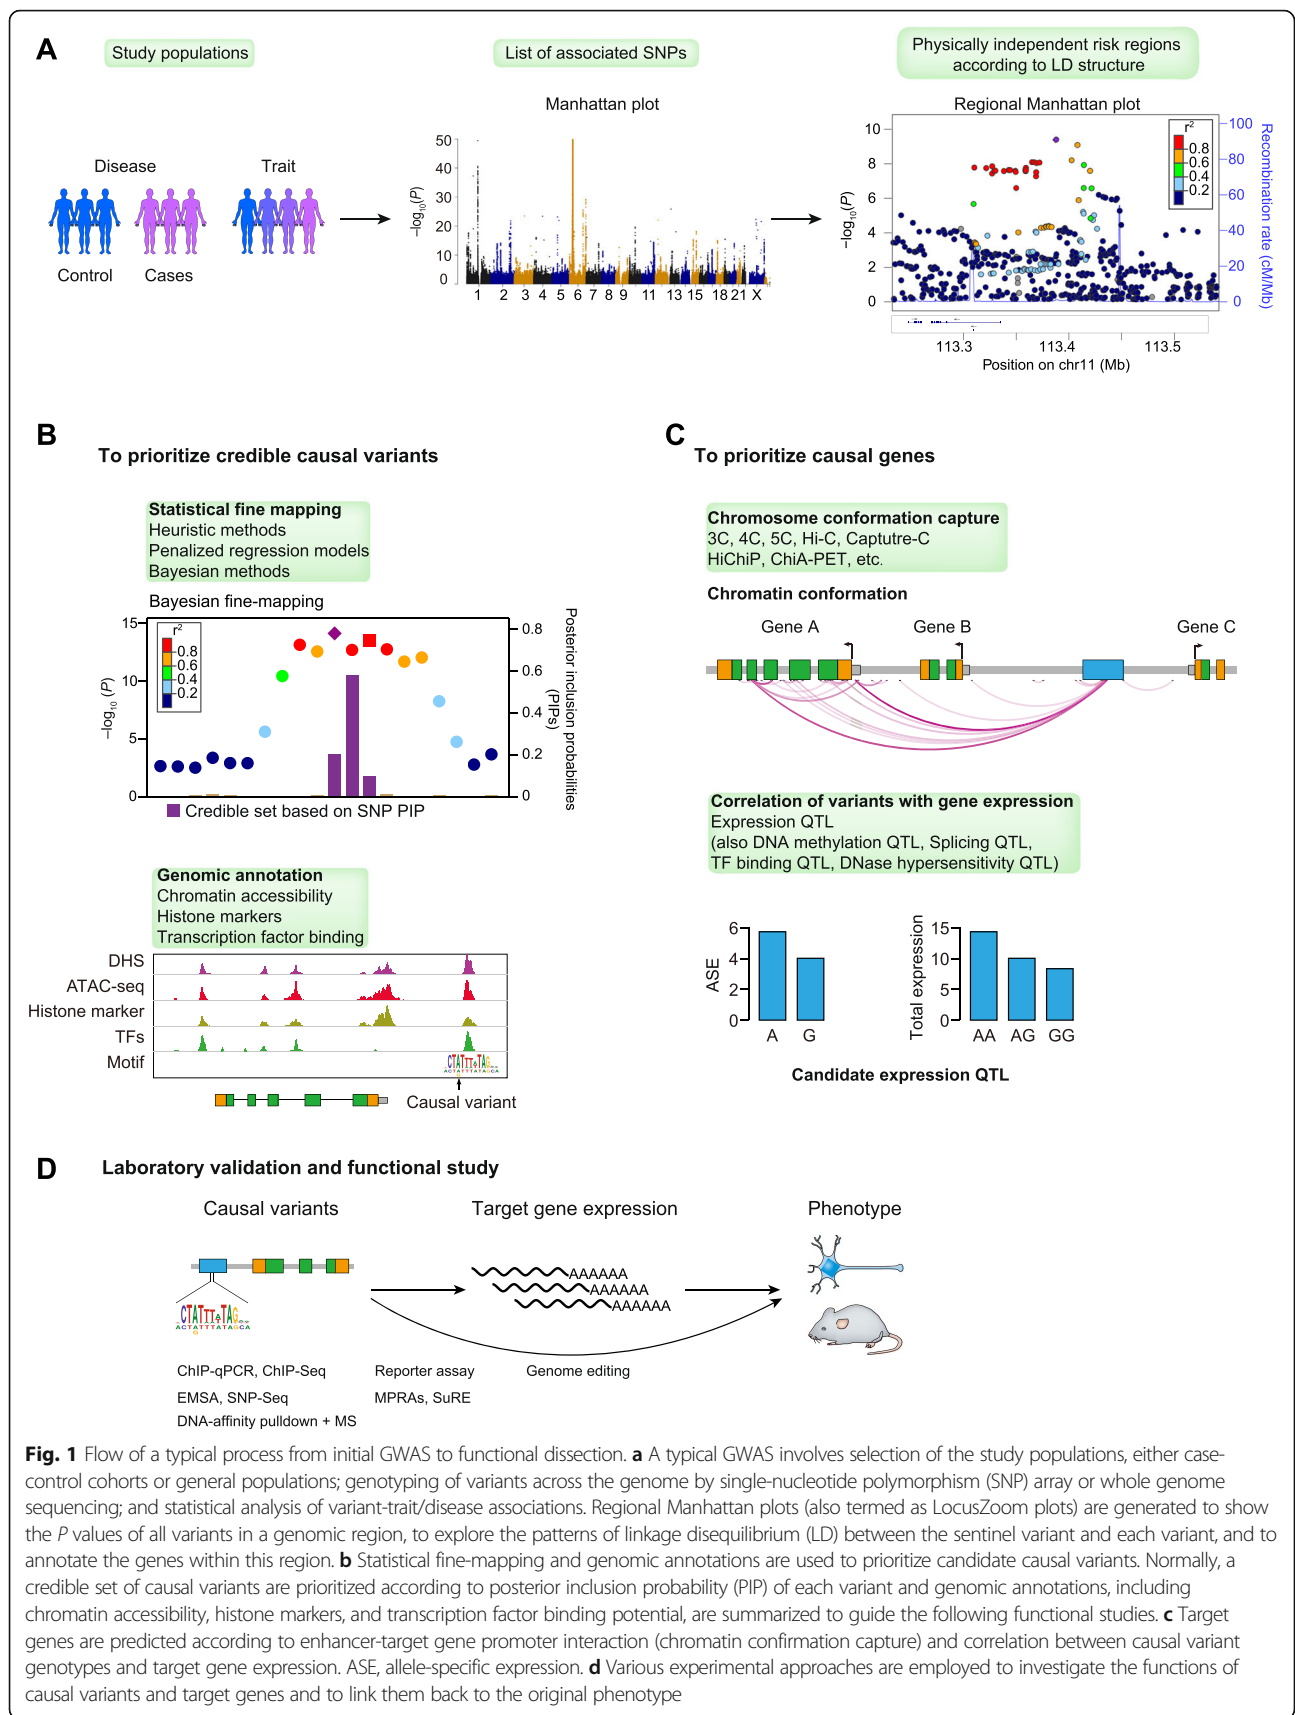 A
Study populations
List of associated SNPs
Physically independent risk regions
according to LD structure
Disease
Trait
Control
Cases
Manhattan plot
–log10(P)
50
40
30
20
10
0
1 2 3 4 5 6 7 8 9 11 13 15 18 21 X
Regional Manhattan plot
–log10(P)
10
8
6
4
2
0
r2
0.8
0.6
0.4
0.2
100
80
60
40
20
0
Recombination rate (cM/Mb)
113.3 113.4 113.5
Position on chr11 (Mb)
B
To prioritize credible causal variants
Statistical fine mapping
Heuristic methods
Penalized regression models
Bayesian methods
Bayesian fine-mapping
–log10 (P)
15
10
5
0
r2
0.8
0.6
0.4
0.2
0.8
0.6
0.4
0.2
0
Posterior inclusion probabilities
(PIPs)
Credible set based on SNP PIP
Genomic annotation
Chromatin accessibility
Histone markers
Transcription factor binding
DHS
ATAC-seq
Histone marker
TFs
Motif
CTATTTATAG
ACTATTTATAGCA
Causal variant
C
To prioritize causal genes
Chromosome conformation capture
3C, 4C, 5C, Hi-C, Captutre-C
HiChiP, ChiA-PET, etc.
Chromatin conformation
Gene A
Gene B
Gene C
Correlation of variants with gene expression
Expression QTL
(also DNA methylation QTL, Splicing QTL,
TF binding QTL, DNase hypersensitivity QTL)
ASE
6
4
2
0
A G
Total expression
15
10
5
0
AA AG GG
Candidate expression QTL
D
Laboratory validation and functional study
Causal variants
Target gene expression
Phenotype
CTATTTATAG
ACTATTTATAGCA
G
AAAAAA
AAAAAA
AAAAAA
ChIP-qPCR, ChIP-Seq
EMSA, SNP-Seq
DNA-affinity pulldown + MS
Reporter assay
MPRAs, SuRE
Genome editing
Fig. 1 Flow of a typical process from initial GWAS to functional dissection. a A typical GWAS involves selection of the study populations, either case-
control cohorts or general populations; genotyping of variants across the genome by single-nucleotide polymorphism (SNP) array or whole genome
sequencing; and statistical analysis of variant-trait/disease associations. Regional Manhattan plots (also termed as LocusZoom plots) are generated to show
the P values of all variants in a genomic region, to explore the patterns of linkage disequilibrium (LD) between the sentinel variant and each variant, and to
annotate the genes within this region. b Statistical fine-mapping and genomic annotations are used to prioritize candidate causal variants. Normally, a
credible set of causal variants are prioritized according to posterior inclusion probability (PIP) of each variant and genomic annotations, including
chromatin accessibility, histone markers, and transcription factor binding potential, are summarized to guide the following functional studies. c Target
genes are predicted according to enhancer-target gene promoter interaction (chromatin confirmation capture) and correlation between causal variant
genotypes and target gene expression. ASE, allele-specific expression. d Various experimental approaches are employed to investigate the functions of
causal variants and target genes and to link them back to the original phenotype